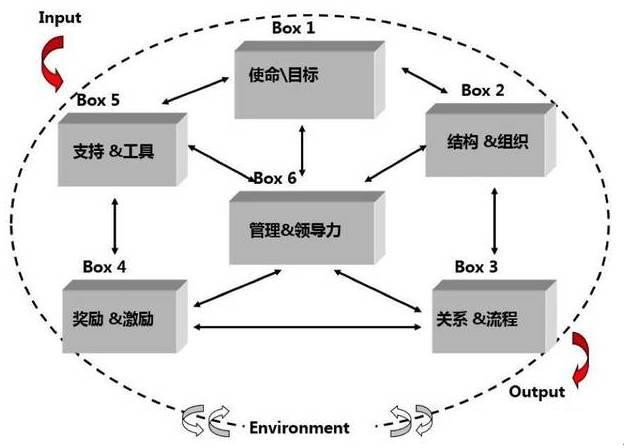 Input
Box 1
使命\目标
Box 5
Box 2
支持 &工具
结构 &组织
Box 6
管理&领导力
Box 4
Box 3
奖励 &激励
关系 &流程
Output
Environment